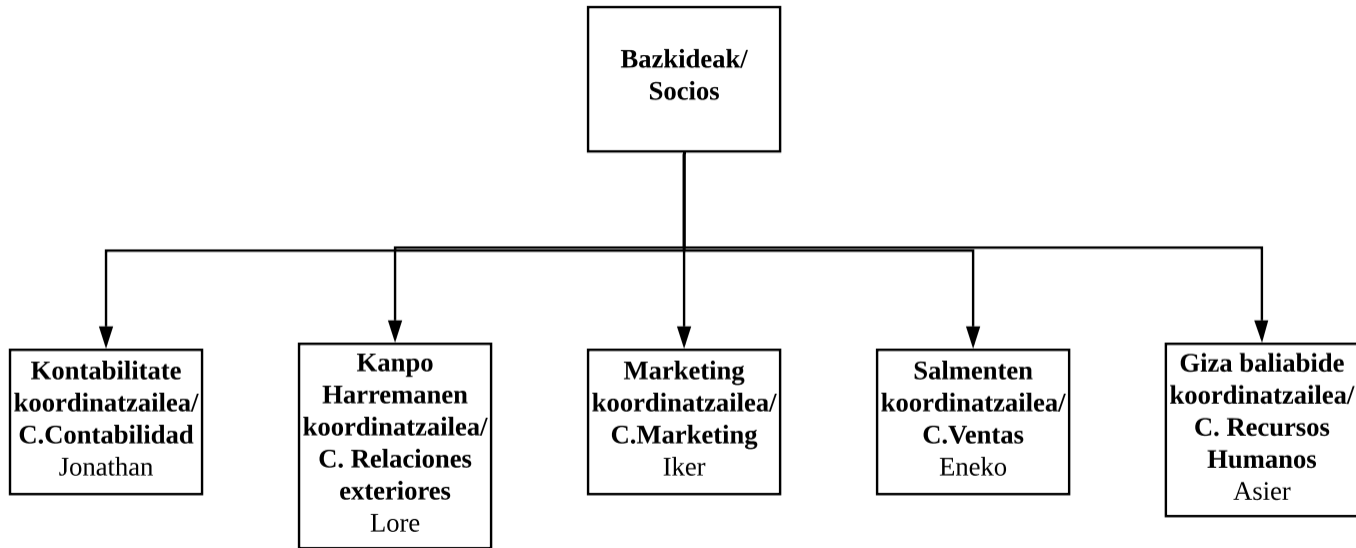 Bazkideak/
Socios
Kontabilitate
koordinatzailea/
C.Contabilidad
Jonathan
Kanpo
Harremanen
koordinatzailea/
C. Relaciones
exteriores
Lore
Marketing
koordinatzailea/
C.Marketing
Iker
Salmenten
koordinatzailea/
C.Ventas
Eneko
Giza baliabide
koordinatzailea/
C. Recursos
Humanos
Asier